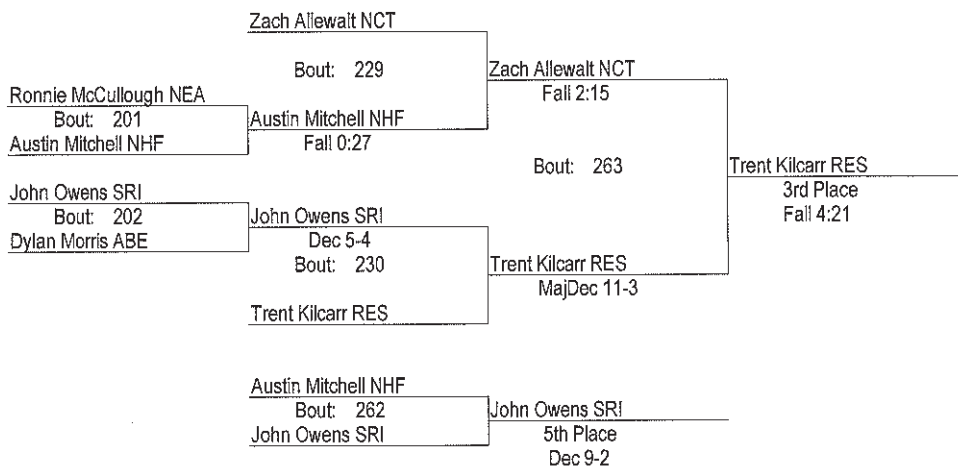 Zach Allewalt NCT
Bout: 229
Zach Allewalt NCT
Fall 2:15
Ronnie McCullough NEA
Bout: 201
Austin Mitchell NHF
Austin Mitchell NHF
Fall 0:27
Bout: 263
Trent Kilcarr RES
3rd Place
Fall 4:21
John Owens SRI
Bout: 202
Dylan Morris ABE
John Owens SRI
Dec 5-4
Bout: 230
Trent Kilcarr RES
MajDec 11-3
Trent Kilcarr RES
Austin Mitchell NHF
Bout: 262
John Owens SRI
John Owens SRI
5th Place
Dec 9-2